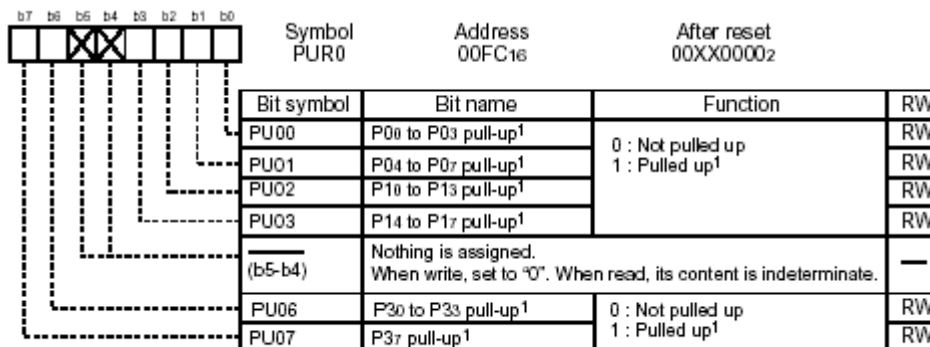 b7 b6 b5 b4 b3 b2 b1 b0
Symbol Address After reset
PUR0 00FC16 00XX00002
Bit symbol Bit name Function RW
PU00 P00 to P03 pull-up1 0 : Not pulled up RW
PU01 P04 to P07 pull-up1 1 : Pulled up1 RW
PU02 P10 to P13 pull-up1 RW
PU03 P14 to P17 pull-up1 RW
(b5-b4) Nothing is assigned.
When write, set to “0”. When read, its content is indeterminate. —
PU06 P30 to P33 pull-up1 0 : Not pulled up RW
PU07 P37 pull-up1 1 : Pulled up1 RW